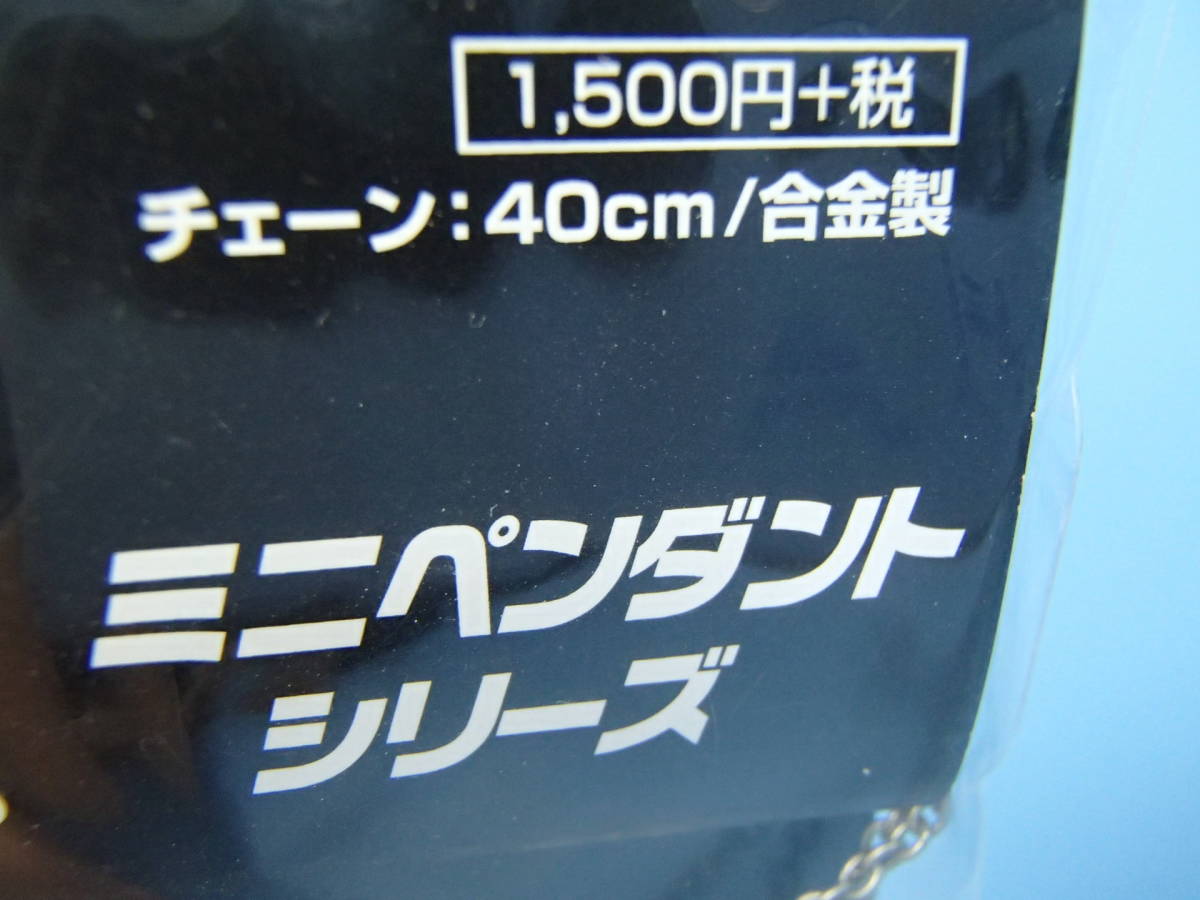 1,500円+税
チェーン:40cm/合金製
ミニペンダント
シリーズ